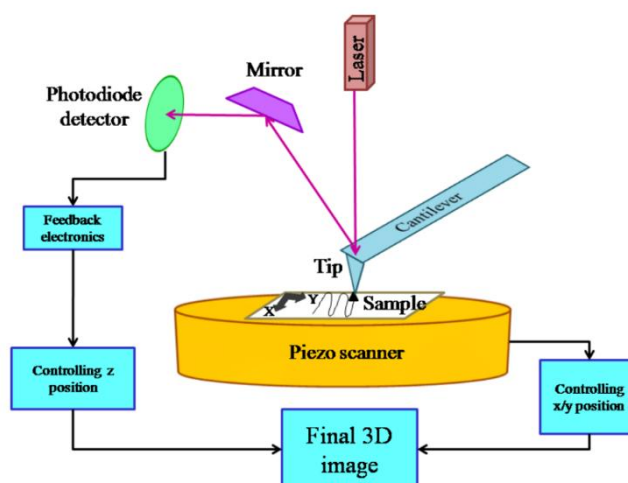 Laser
Mirror
Photodiode
detector
Cantilever
Feedback
electronics
Tip
X
Y
Sample
Piezo scanner
Controlling z
position
Controlling
x/y position
Final 3D
image